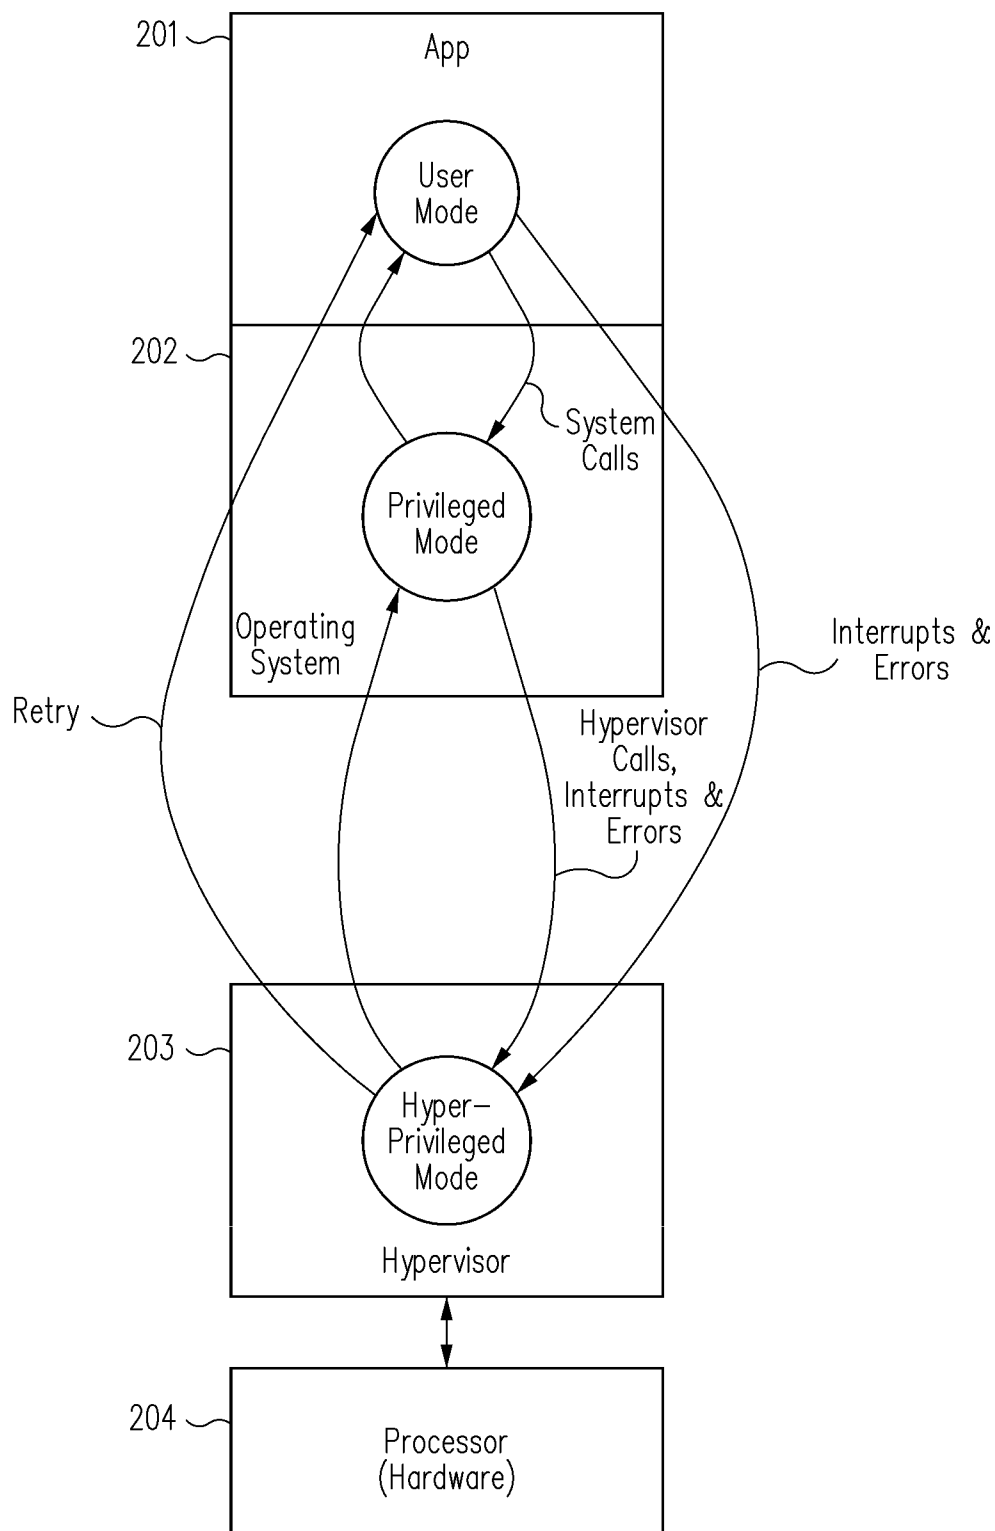 201
App
User
Mode
202
System
Calls
Privileged
Mode
Operating
System
Interrupts &
Errors
Retry
Hypervisor
Calls,
Interrupts &
Errors
203
Hyper–
Privileged
Mode
Hypervisor
204
Processor
(Hardware)